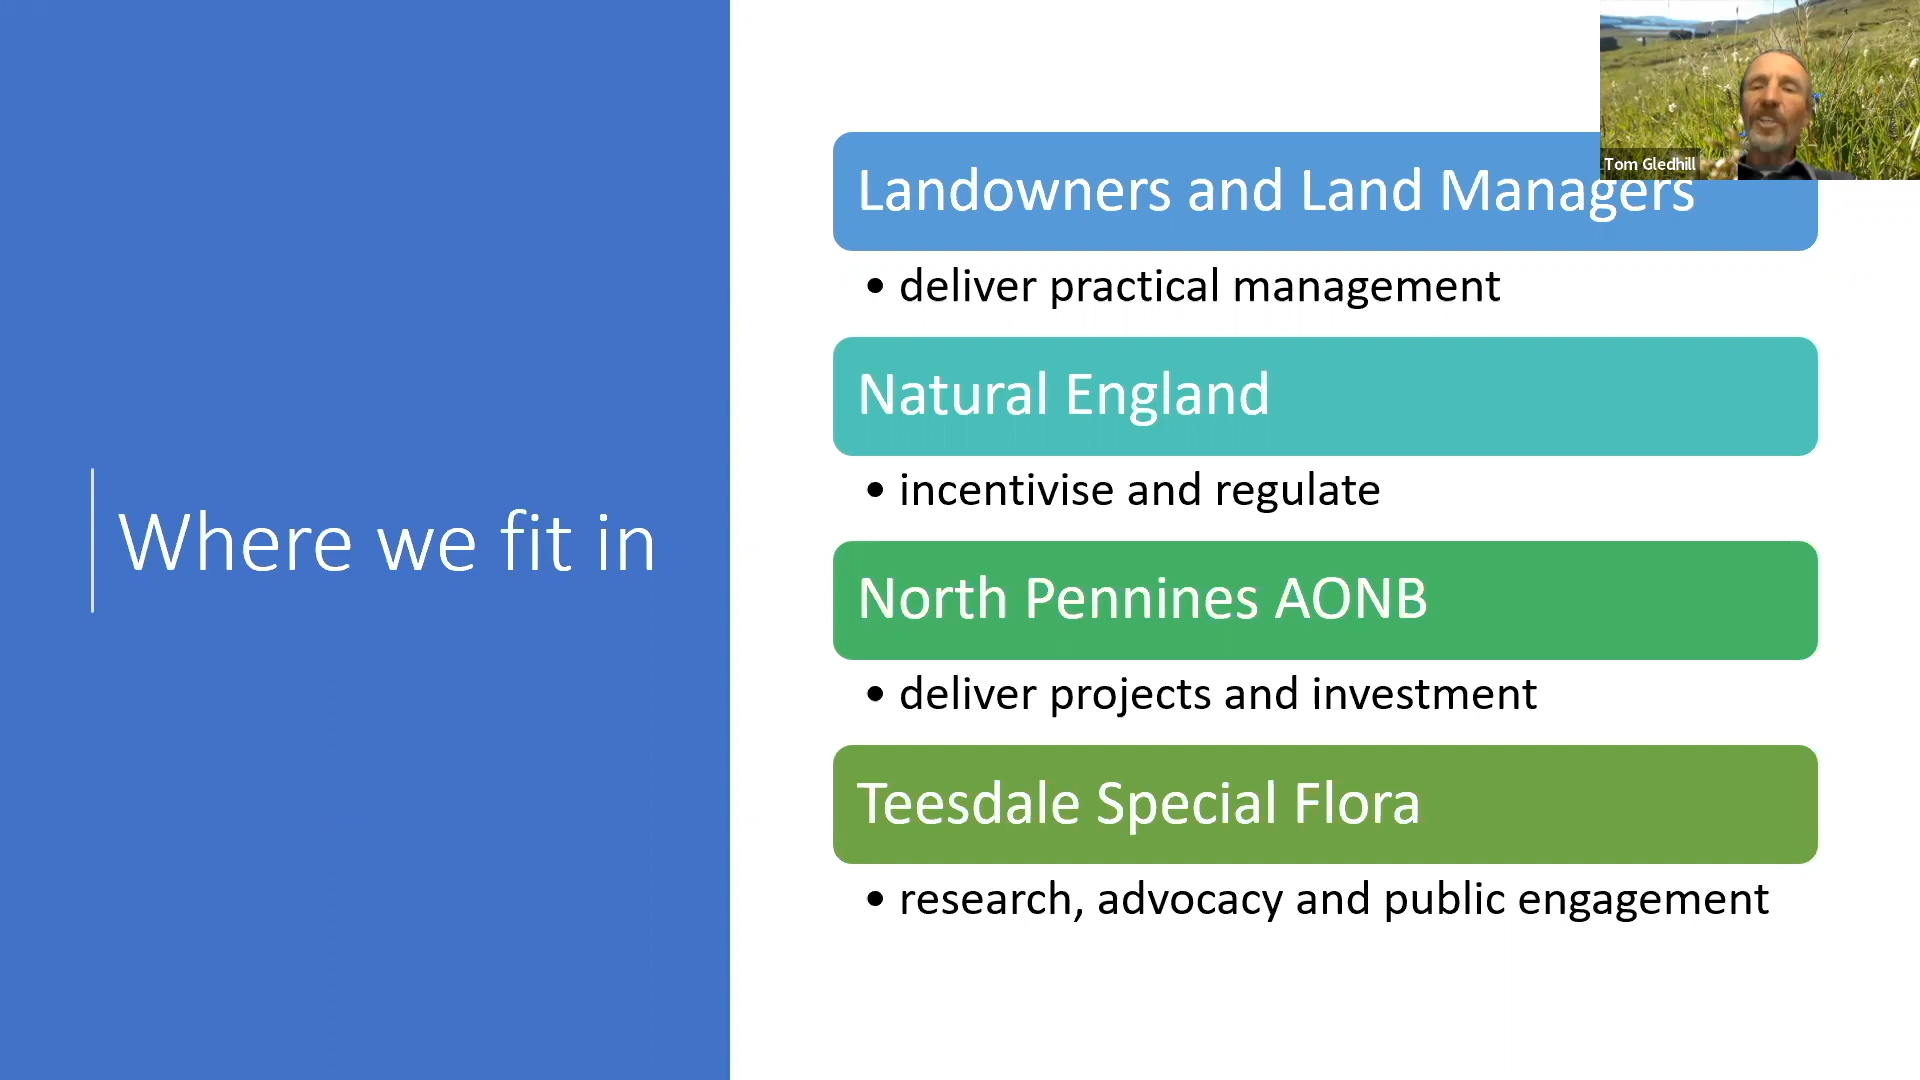 Where we fit in
Tom Gledhill
Landowners and Land Managers
• deliver practical management
Natural England
• incentivise and regulate
North Pennines AONB
• deliver projects and investment
Teesdale Special Flora
• research, advocacy and public engagement